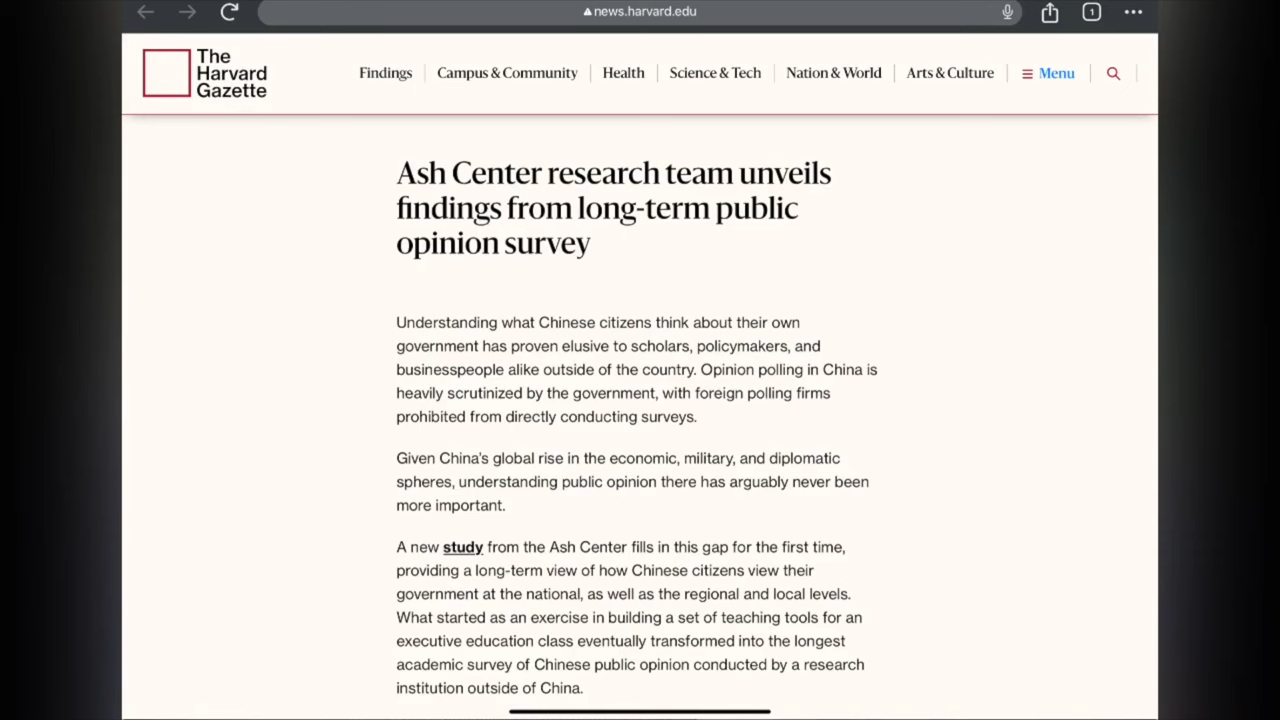 news.harvard.edu
1
The
Harvard
Gazette
Findings
Campus & Community
Health
Science & Tech
Nation & World
Arts & Culture
Menu
Ash Center research team unveils
findings from long-term public
opinion survey
Understanding what Chinese citizens think about their own
government has proven elusive to scholars, policymakers, and
businesspeople alike outside of the country. Opinion polling in China is
heavily scrutinized by the government, with foreign polling firms
prohibited from directly conducting surveys.
Given China's global rise in the economic, military, and diplomatic
spheres, understanding public opinion there has arguably never been
more important.
A new study from the Ash Center fills in this gap for the first time,
providing a long-term view of how Chinese citizens view their
government at the national, as well as the regional and local levels.
What started as an exercise in building a set of teaching tools for an
executive education class eventually transformed into the longest
academic survey of Chinese public opinion conducted by a research
institution outside of China.